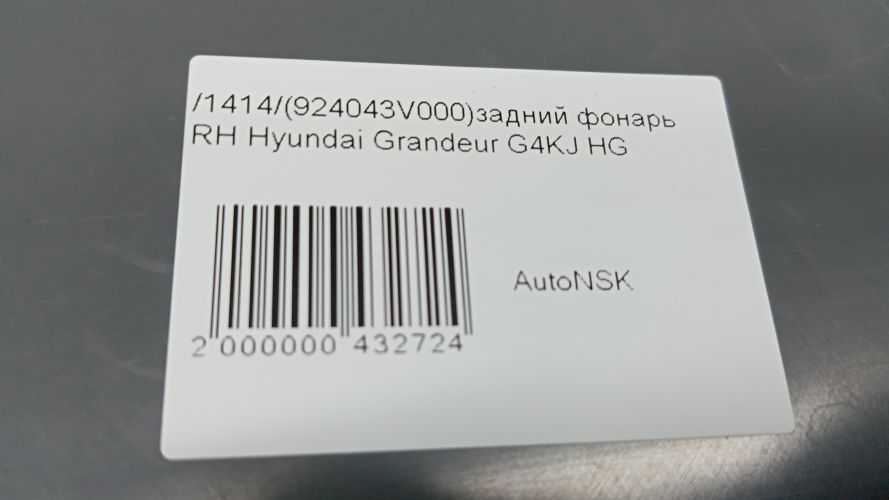 /1414/(924043V000)задний фонарь
RH Hyundai Grandeur G4KJ HG
AutoNSK
2 000000 432724